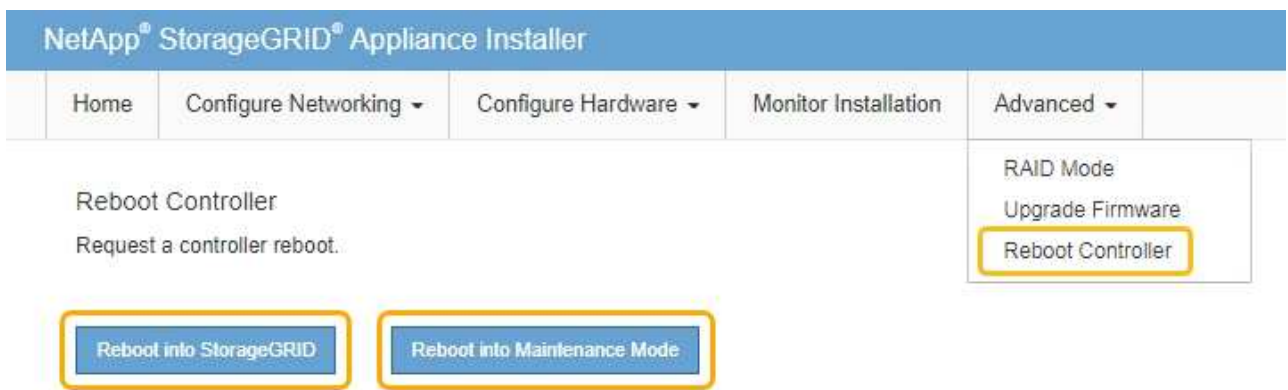 NetApp® StorageGRID® Appliance Installer
Home Configure Networking Configure Hardware Monitor Installation Advanced
RAID Mode
Upgrade Firmware
Reboot Controller
Reboot Controller
Request a controller reboot.
Reboot into StorageGRID Reboot into Maintenance Mode